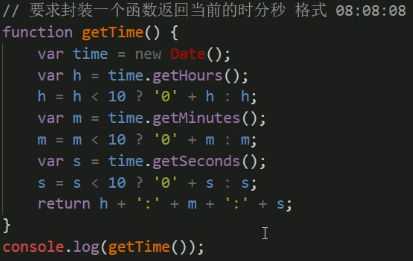 // 要求封装一个函数返回当前的时分秒 格式 08:08:08
function getTime() {
    var time = new Date();
    var h = time.getHours();
    h = h < 10 ? '0' + h : h;
    var m = time.getMinutes();
    m = m < 10 ? '0' + m : m;
    var s = time.getSeconds();
    s = s < 10 ? '0' + s : s;
    return h + ':' + m + ':' + s;
}
console.log(getTime());